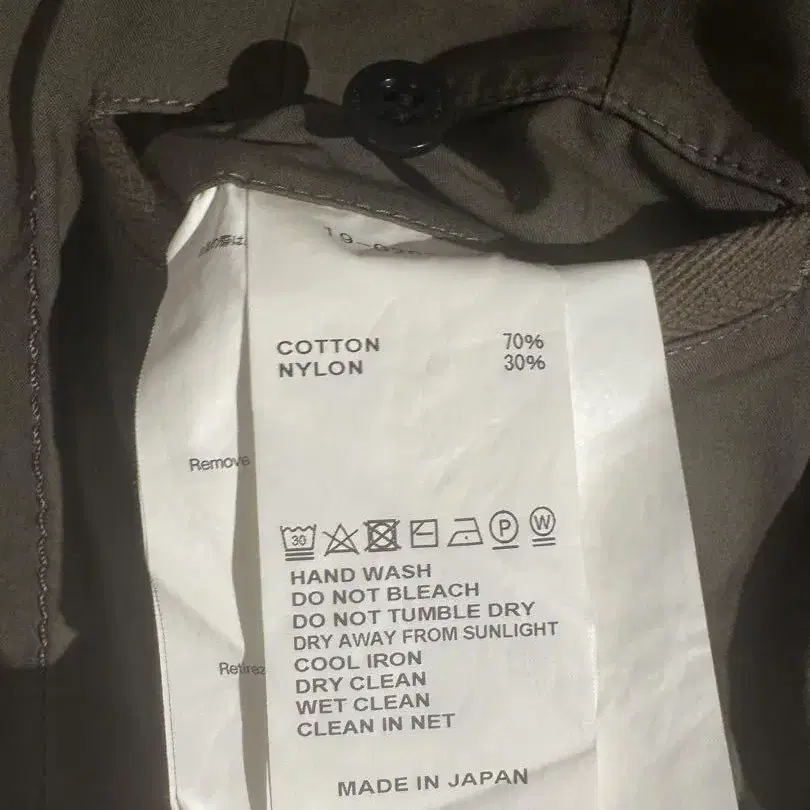 COTTON 70%
NYLON 30%
Remove
30 P W
HAND WASH
DO NOT BLEACH
DO NOT TUMBLE DRY
DRY AWAY FROM SUNLIGHT
COOL IRON
DRY CLEAN
WET CLEAN
CLEAN IN NET
Retirez
MADE IN JAPAN